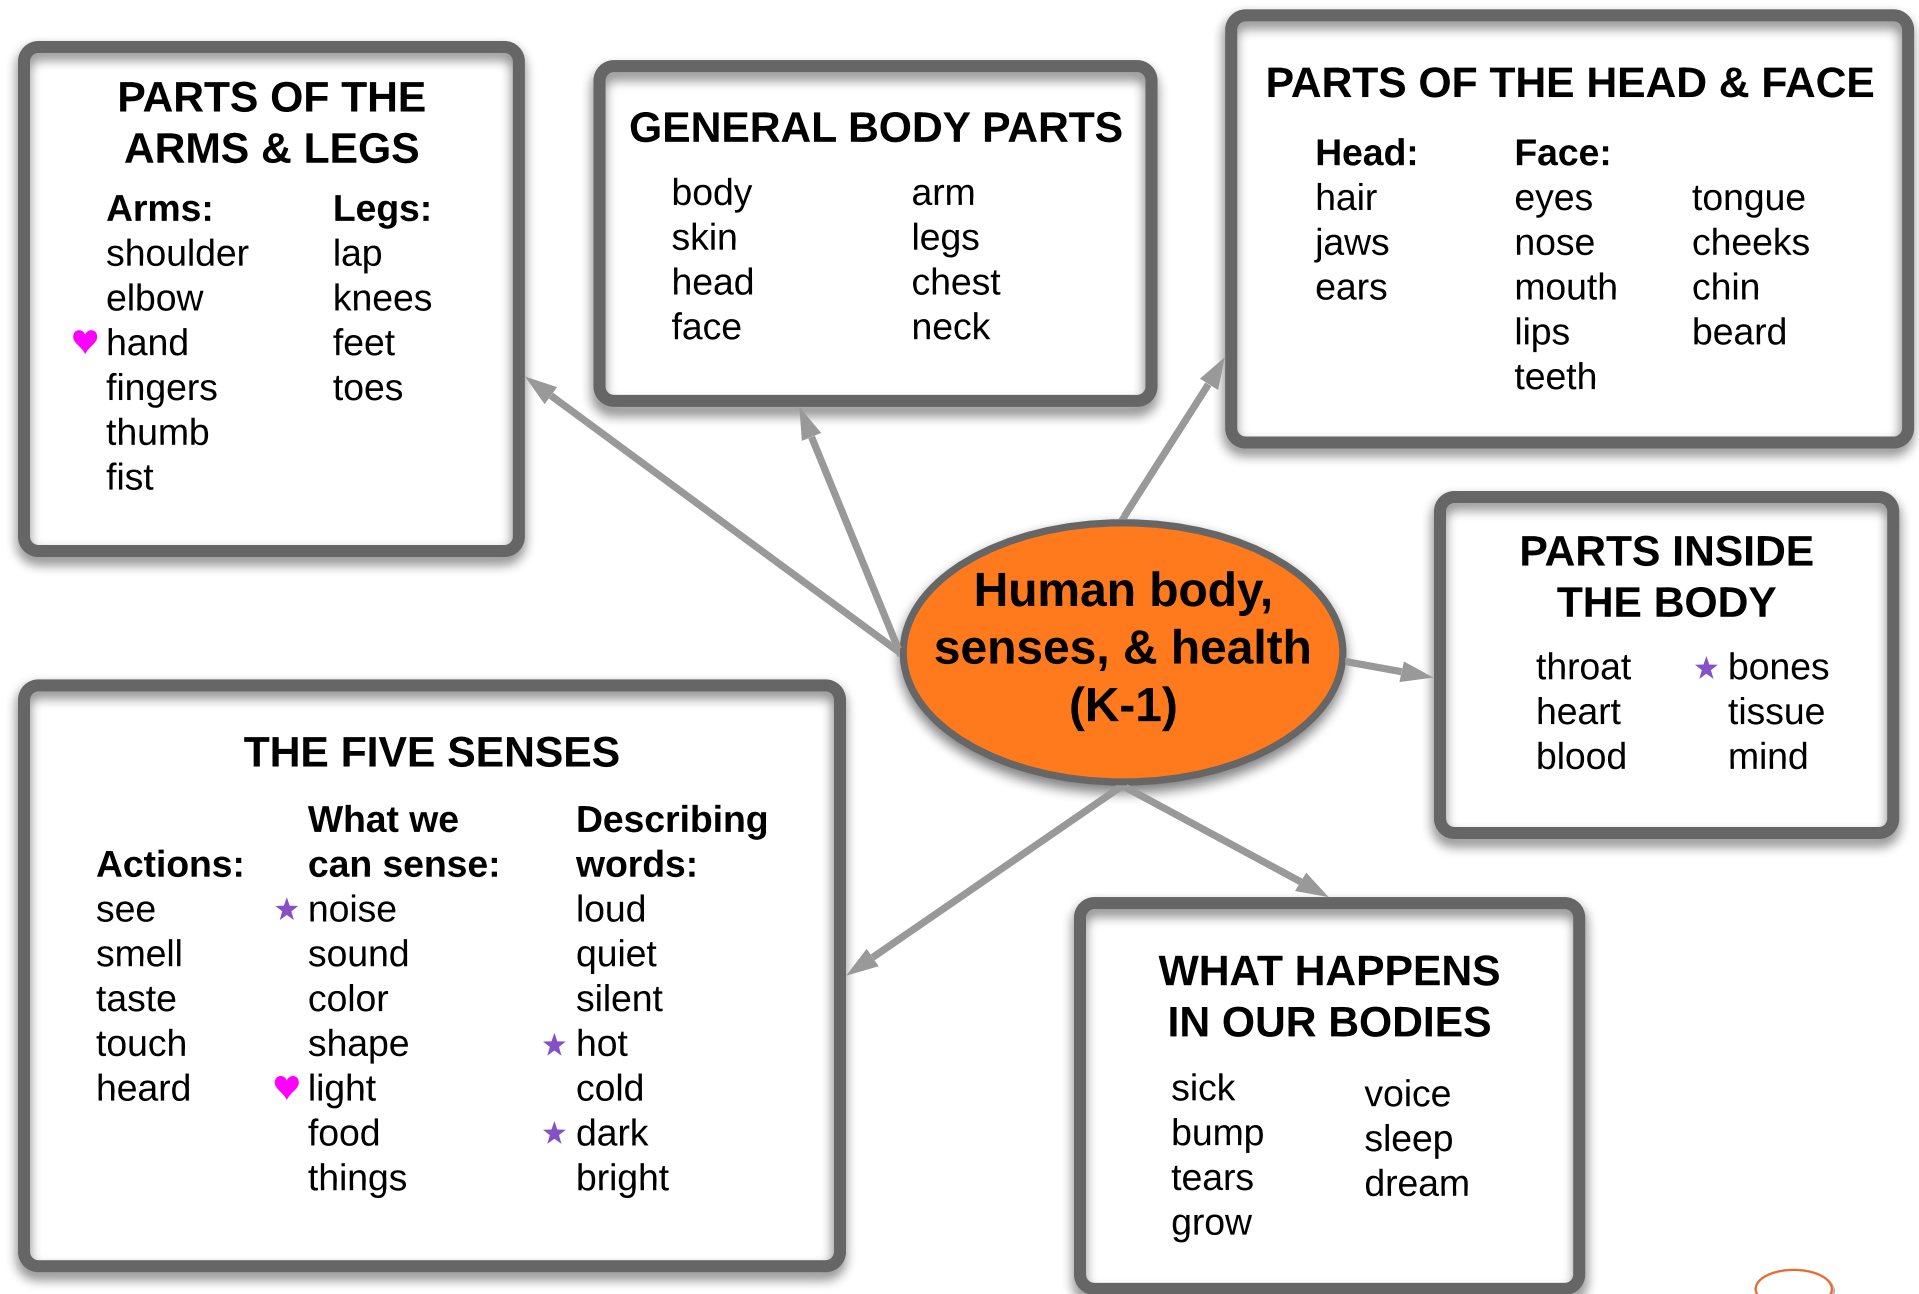 PARTS OF THE
ARMS & LEGS
Arms:
shoulder
elbow
hand
fingers
thumb
fist
Legs:
lap
knees
feet
toes
GENERAL BODY PARTS
body
skin
head
face
arm
legs
chest
neck
PARTS OF THE HEAD & FACE
Head:
hair
jaws
ears
Face:
eyes
nose
mouth
lips
teeth
tongue
cheeks
chin
beard
Human body,
senses, & health
(K-1)
PARTS INSIDE
THE BODY
throat
heart
blood
bones
tissue
mind
THE FIVE SENSES
Actions:
see
smell
taste
touch
heard
What we
can sense:
noise
sound
color
shape
light
food
things
Describing
words:
loud
quiet
silent
hot
cold
dark
bright
WHAT HAPPENS
IN OUR BODIES
sick
bump
tears
grow
voice
sleep
dream